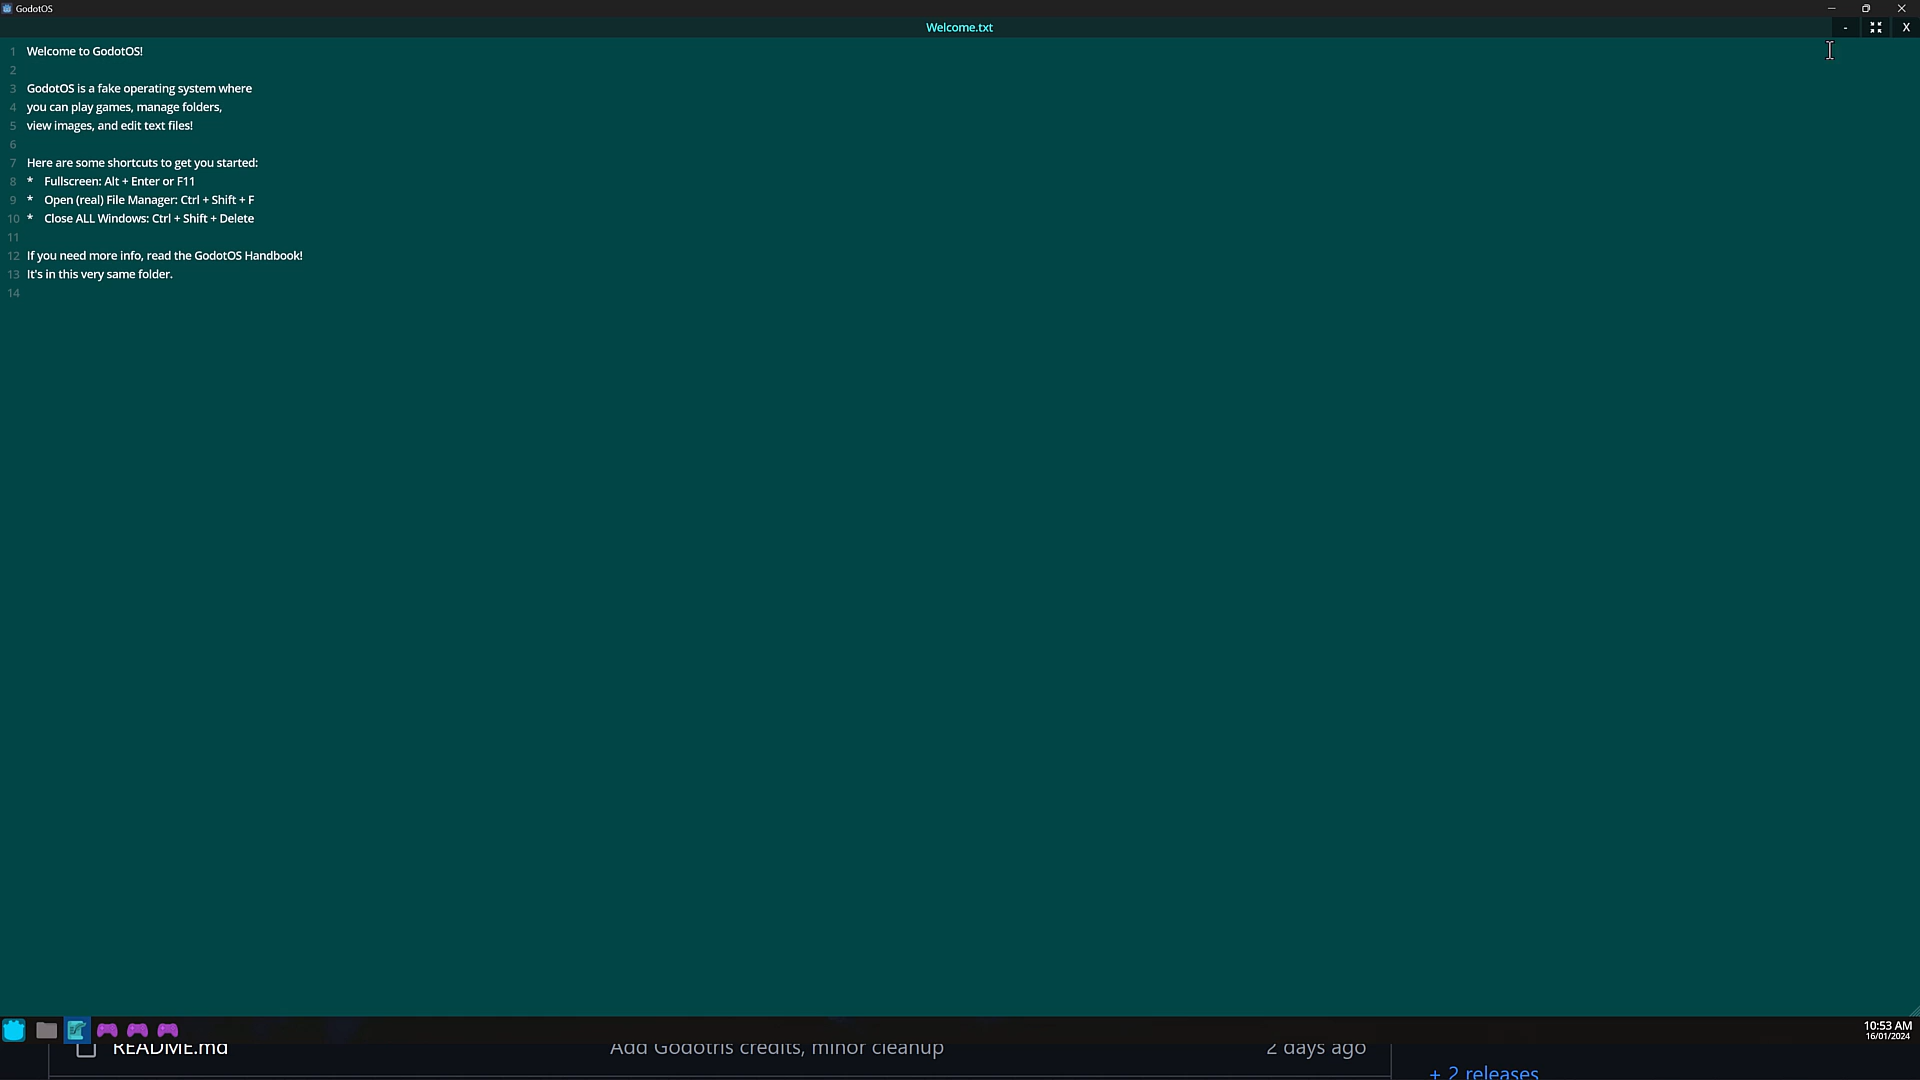 GodotOS
Welcome.txt
- X
1 Welcome to GodotOS!
2
3 GodotOS is a fake operating system where
4 you can play games, manage folders,
5 view images, and edit text files!
6
7 Here are some shortcuts to get you started:
8 * Fullscreen: Alt + Enter or F11
9 * Open (real) File Manager: Ctrl + Shift + F
10 * Close ALL Windows: Ctrl + Shift + Delete
11
12 If you need more info, read the GodotOS Handbook!
13 It's in this very same folder.
14
10:53 AM
16/01/2024
README.md Add Godotris credits, minor cleanup 2 days ago
+ 2 releases